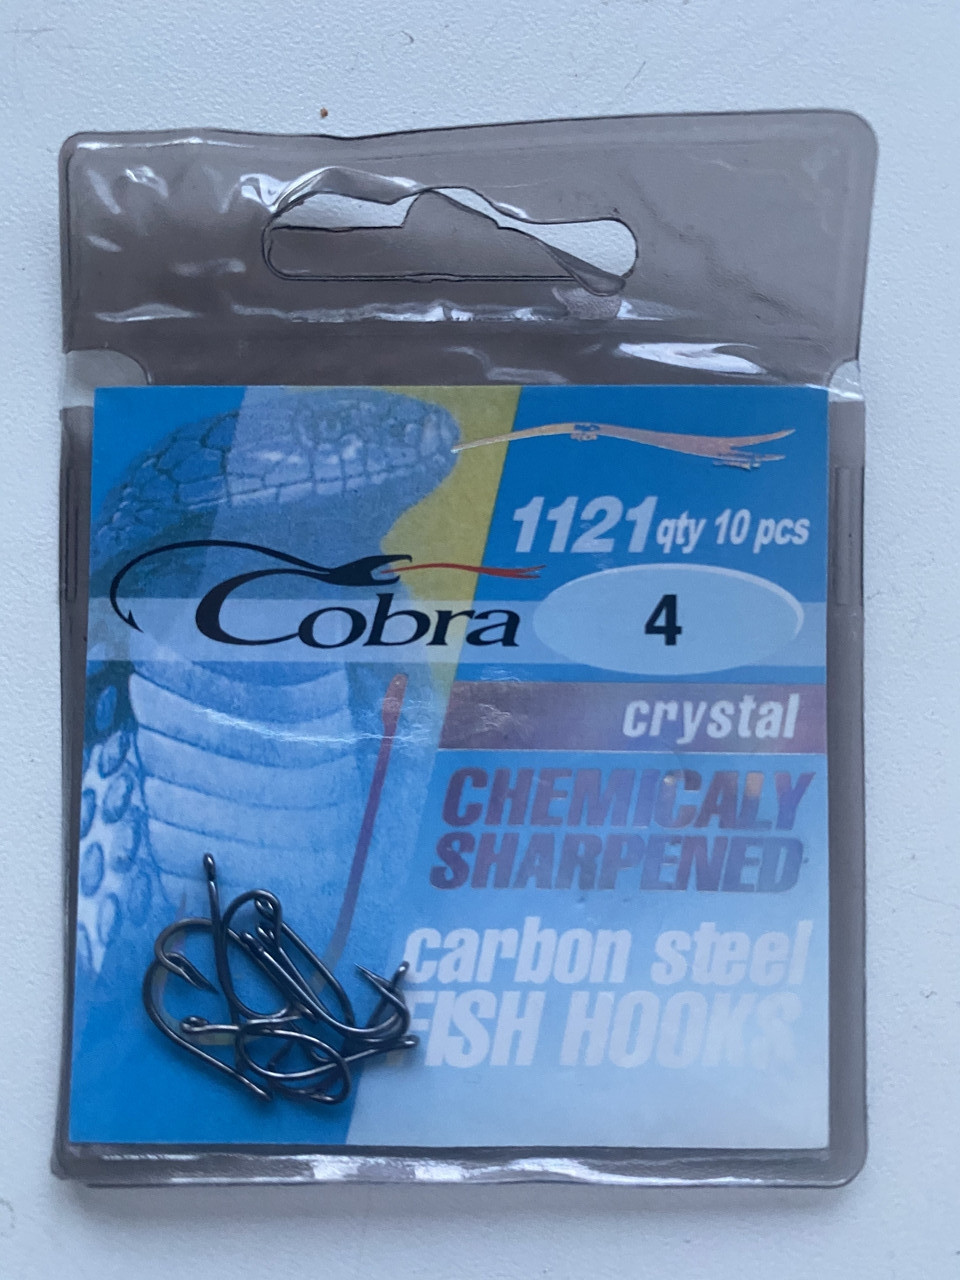 1121 qty 10 pcs
Cobra
4
crystal
CHEMICALY
SHARPENED
carbon steel
FISH HOOKS